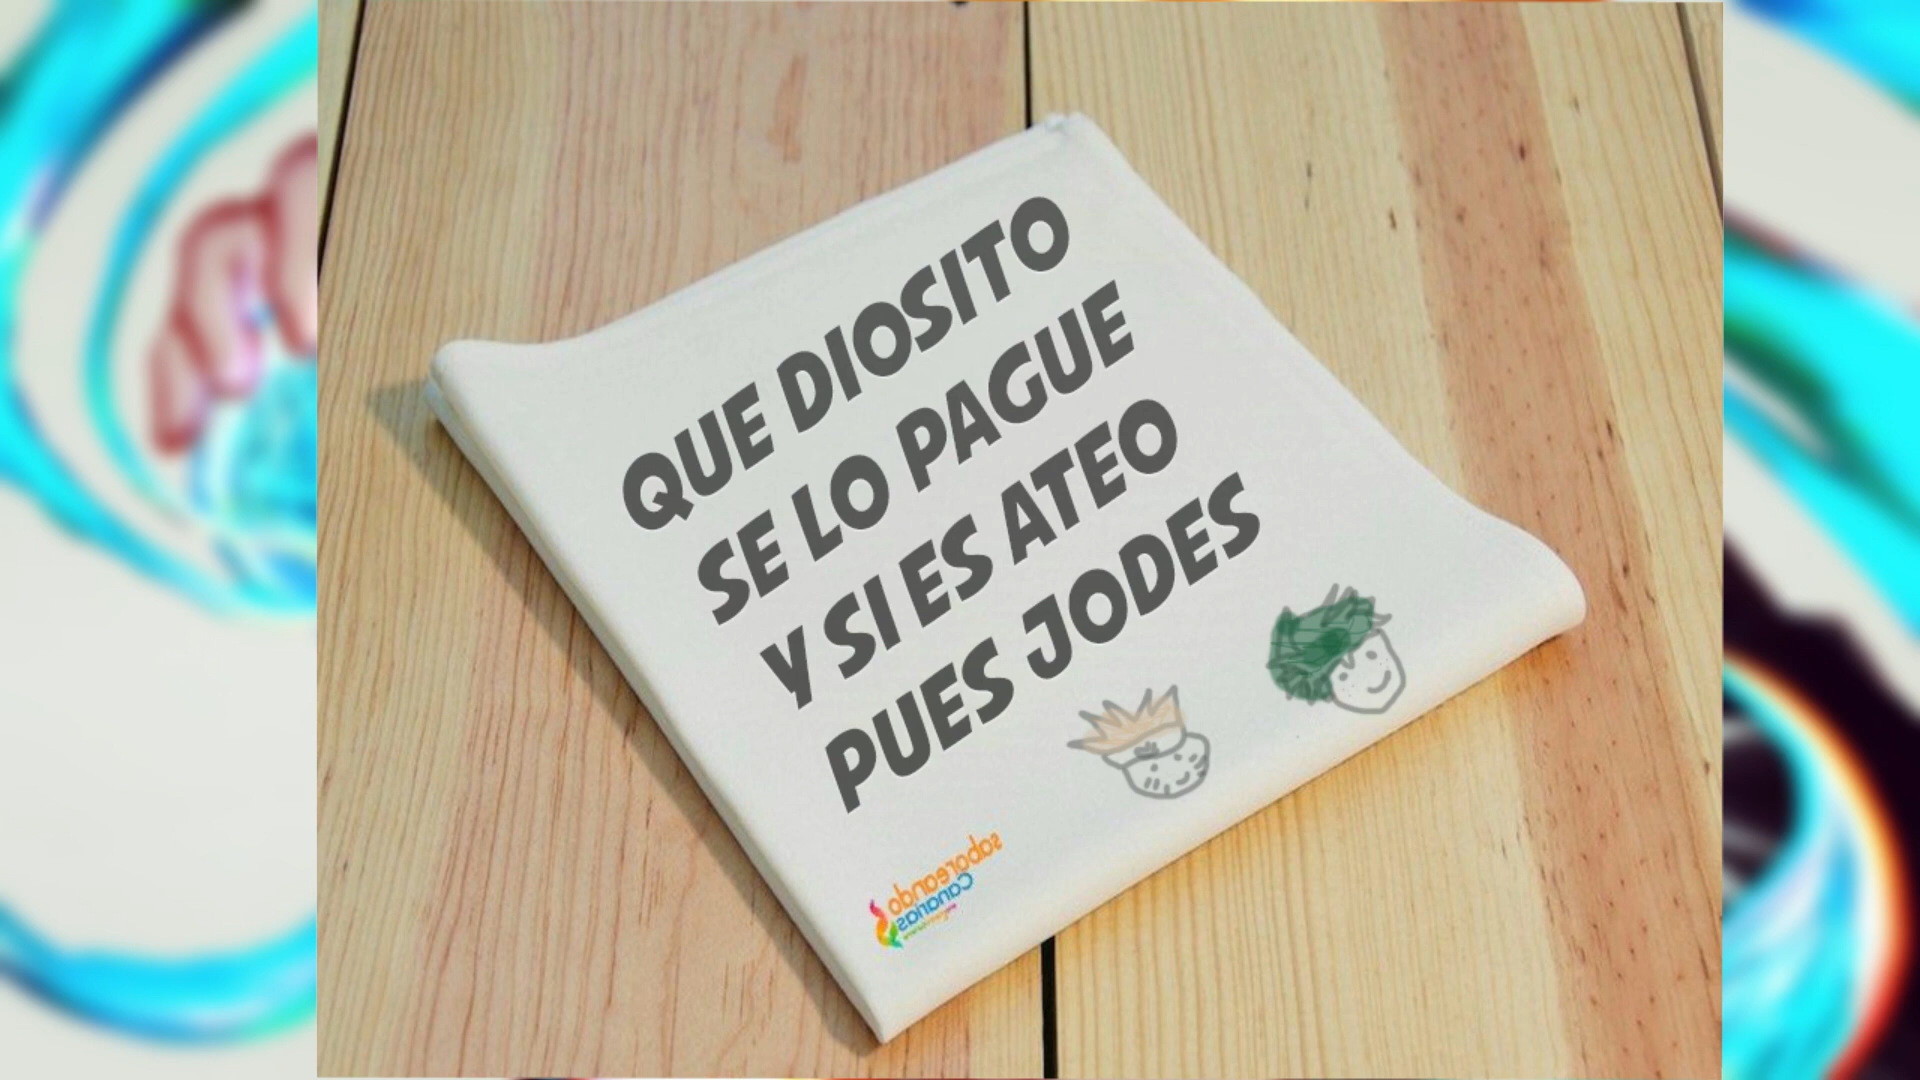 QUE DIOSITO
SE LO PAGUE
Y SI ES ATEO
PUES JODES
saboreando
Canarias